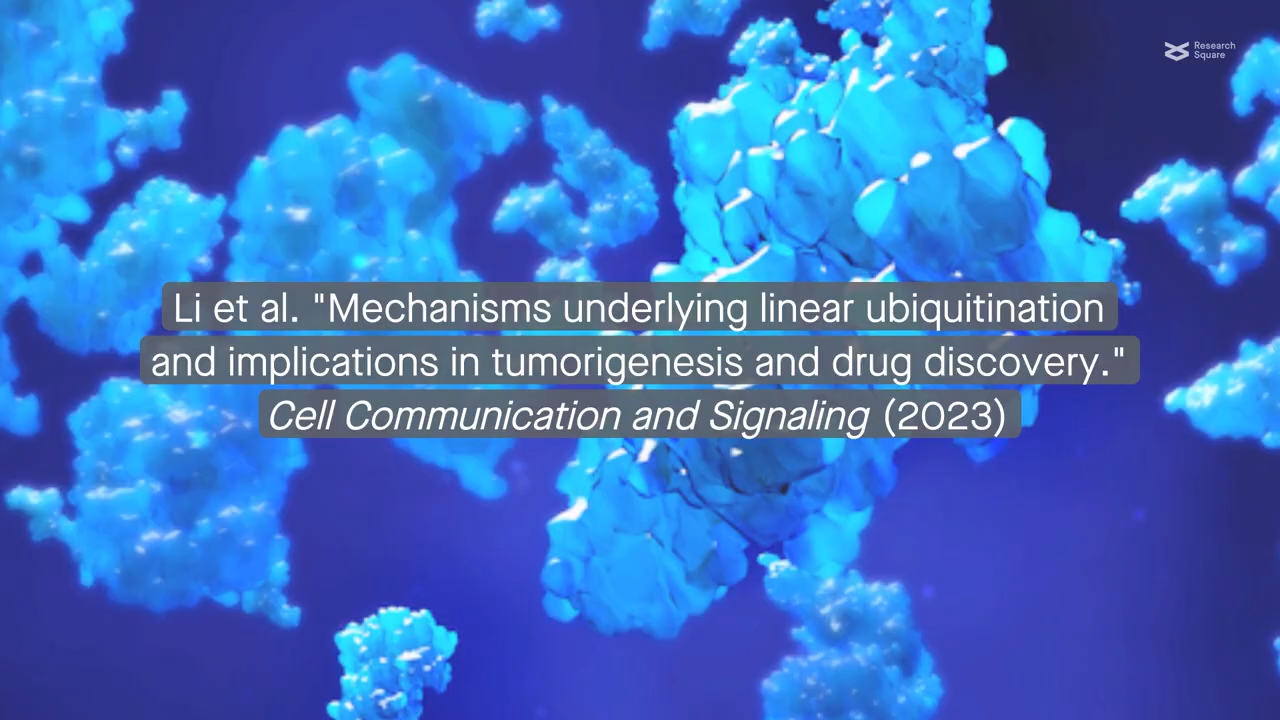 Research
Square
Li et al. "Mechanisms underlying linear ubiquitination
and implications in tumorigenesis and drug discovery."
Cell Communication and Signaling (2023)